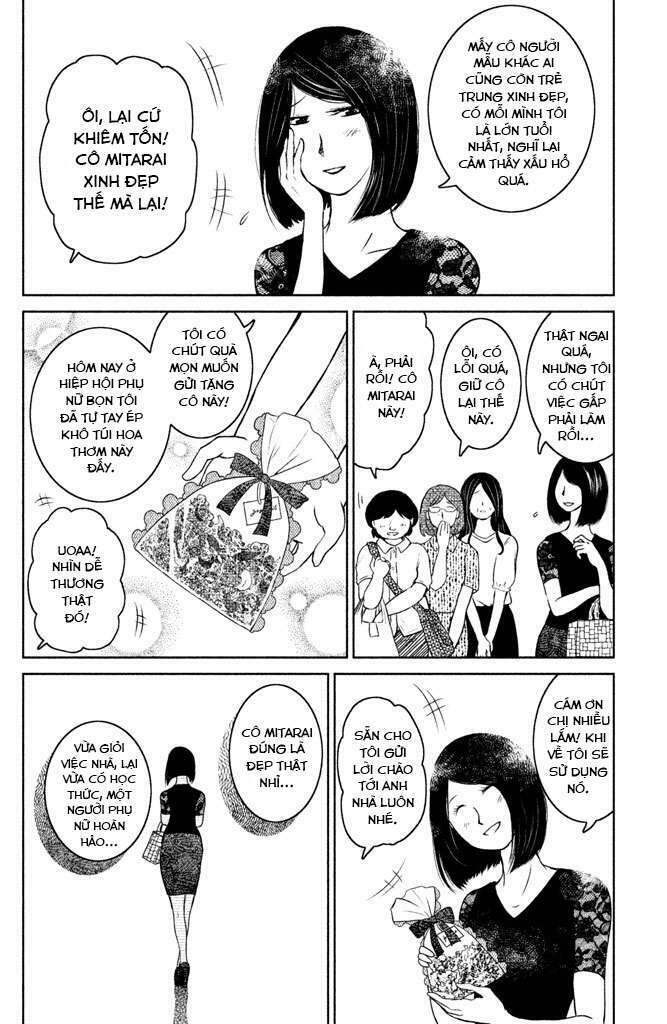 MẤY CÔ NGƯỜI
MẪU KHÁC AI
CŨNG CÒN TRẺ
TRUNG XINH ĐẸP,
CÓ MỖI MÌNH TÔI
LÀ LỚN TUỔI
NHẤT, NGHĨ LẠI
CẢM THẤY XẤU HỔ
QUÁ.
ÔI, LẠI CỨ
KHIÊM TỐN!
CÔ MITARAI
XINH ĐẸP
THẾ MÀ LẠI!
THẬT NGẠI
QUÁ,
NHƯNG TÔI
CÓ CHÚT
VIỆC GẤP
PHẢI LÀM
RỒI...
ÔI, CÓ
LỖI QUÁ,
GIỮ CÔ
LẠI THẾ
NÀY.
À, PHẢI
RỒI! CÔ
MITARAI
NÀY!
TÔI CÓ
CHÚT QUÀ
MỌN MUỐN
GỬI TẶNG
CÔ NÀY!
HÔM NAY Ở
HIỆP HỘI PHỤ
NỮ BỌN TÔI
ĐÃ TỰ TAY ÉP
KHÔ TÚI HOA
THƠM NÀY
ĐẤY.
UOAA!
NHÌN DỄ
THƯƠNG
THẬT
ĐÓ!
CÁM ƠN
CHỊ NHIỀU
LẮM! KHI
VỀ TÔI SẼ
SỬ DỤNG
NÓ.
SẴN CHO
TÔI GỬI
LỜI CHÀO
TỚI ANH
NHÀ LUÔN
NHÉ.
CÔ MITARAI
ĐÚNG LÀ
ĐẸP THẬT
NHỈ...
VỪA GIỎI
VIỆC NHÀ, LẠI
VỪA CÓ HỌC
THỨC, MỘT
NGƯỜI PHỤ
NỮ HOÀN
HẢO...